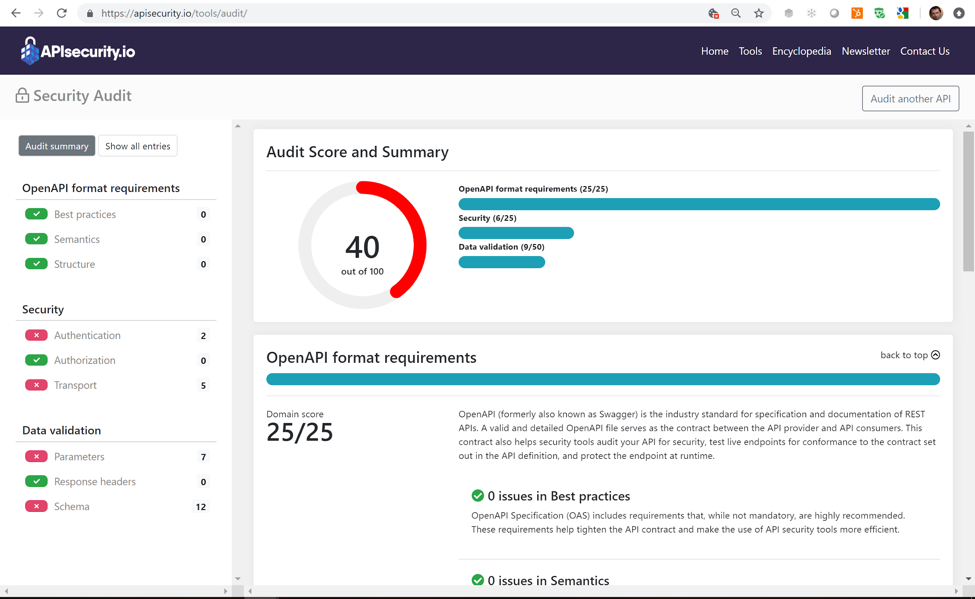 https://apisecurity.io/tools/audit/
APIsecurity.io
Home Tools Encyclopedia Newsletter Contact Us
Security Audit
Audit another API
Audit summary Show all entries
OpenAPI format requirements
Best practices 0
Semantics 0
Structure 0
Security
Authentication 2
Authorization 0
Transport 5
Data validation
Parameters 7
Response headers 0
Schema 12
Audit Score and Summary
40
out of 100
OpenAPI format requirements (25/25)
Security (6/25)
Data validation (9/50)
OpenAPI format requirements
back to top
Domain score
25/25
OpenAPI (formerly also known as Swagger) is the industry standard for specification and documentation of REST
APIs. A valid and detailed OpenAPI file serves as the contract between the API provider and API consumers. This
contract also helps security tools audit your API for security, test live endpoints for conformance to the contract set
out in the API definition, and protect the endpoint at runtime.
0 issues in Best practices
OpenAPI Specification (OAS) includes requirements that, while not mandatory, are highly recommended.
These requirements help tighten the API contract and make the use of API security tools more efficient.
0 issues in Semantics